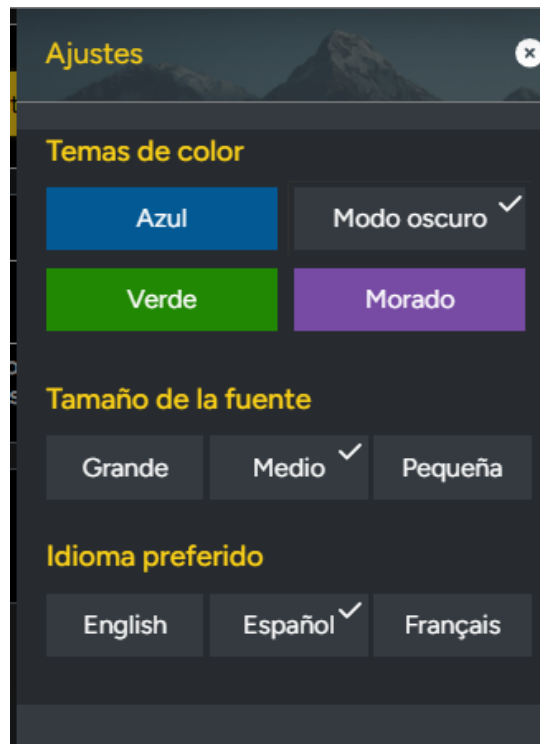 Ajustes
Temas de color
Azul
Modo oscuro
Verde
Morado
Tamaño de la fuente
Grande
Medio
Pequeña
Idioma preferido
English
Español
Français